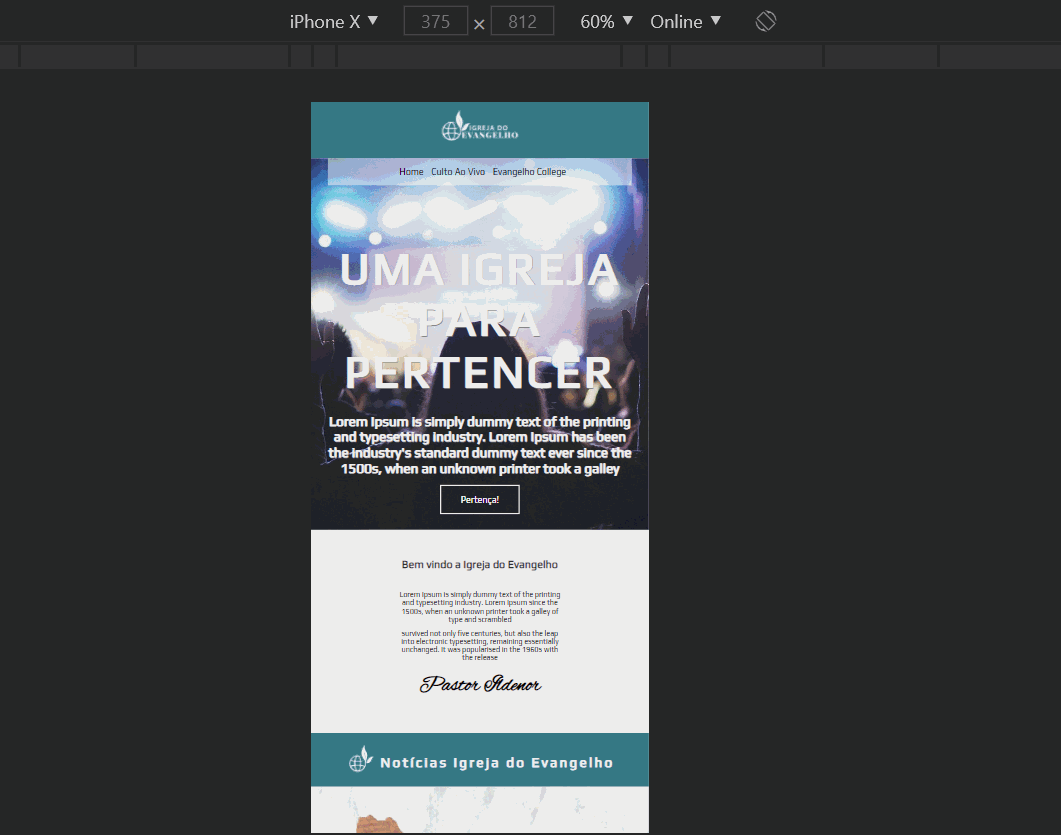 iPhone X ▼ 375 × 812 60% ▼ Online ▼
IGREJA DO
EVANGELHO
Home Culto Ao Vivo Evangelho College
UMA IGREJA
PARA
PERTENCER
Lorem Ipsum is simply dummy text of the printing
and typesetting industry. Lorem Ipsum has been
the industry's standard dummy text ever since the
1500s, when an unknown printer took a galley
Pertença!
Bem vindo a Igreja do Evangelho
Lorem Ipsum is simply dummy text of the printing
and typesetting industry. Lorem Ipsum since the
1500s, when an unknown printer took a galley of
type and scrambled
survived not only five centuries, but also the leap
into electronic typesetting, remaining essentially
unchanged. It was popularised in the 1960s with
the release
Pastor Ildenor
Notícias Igreja do Evangelho